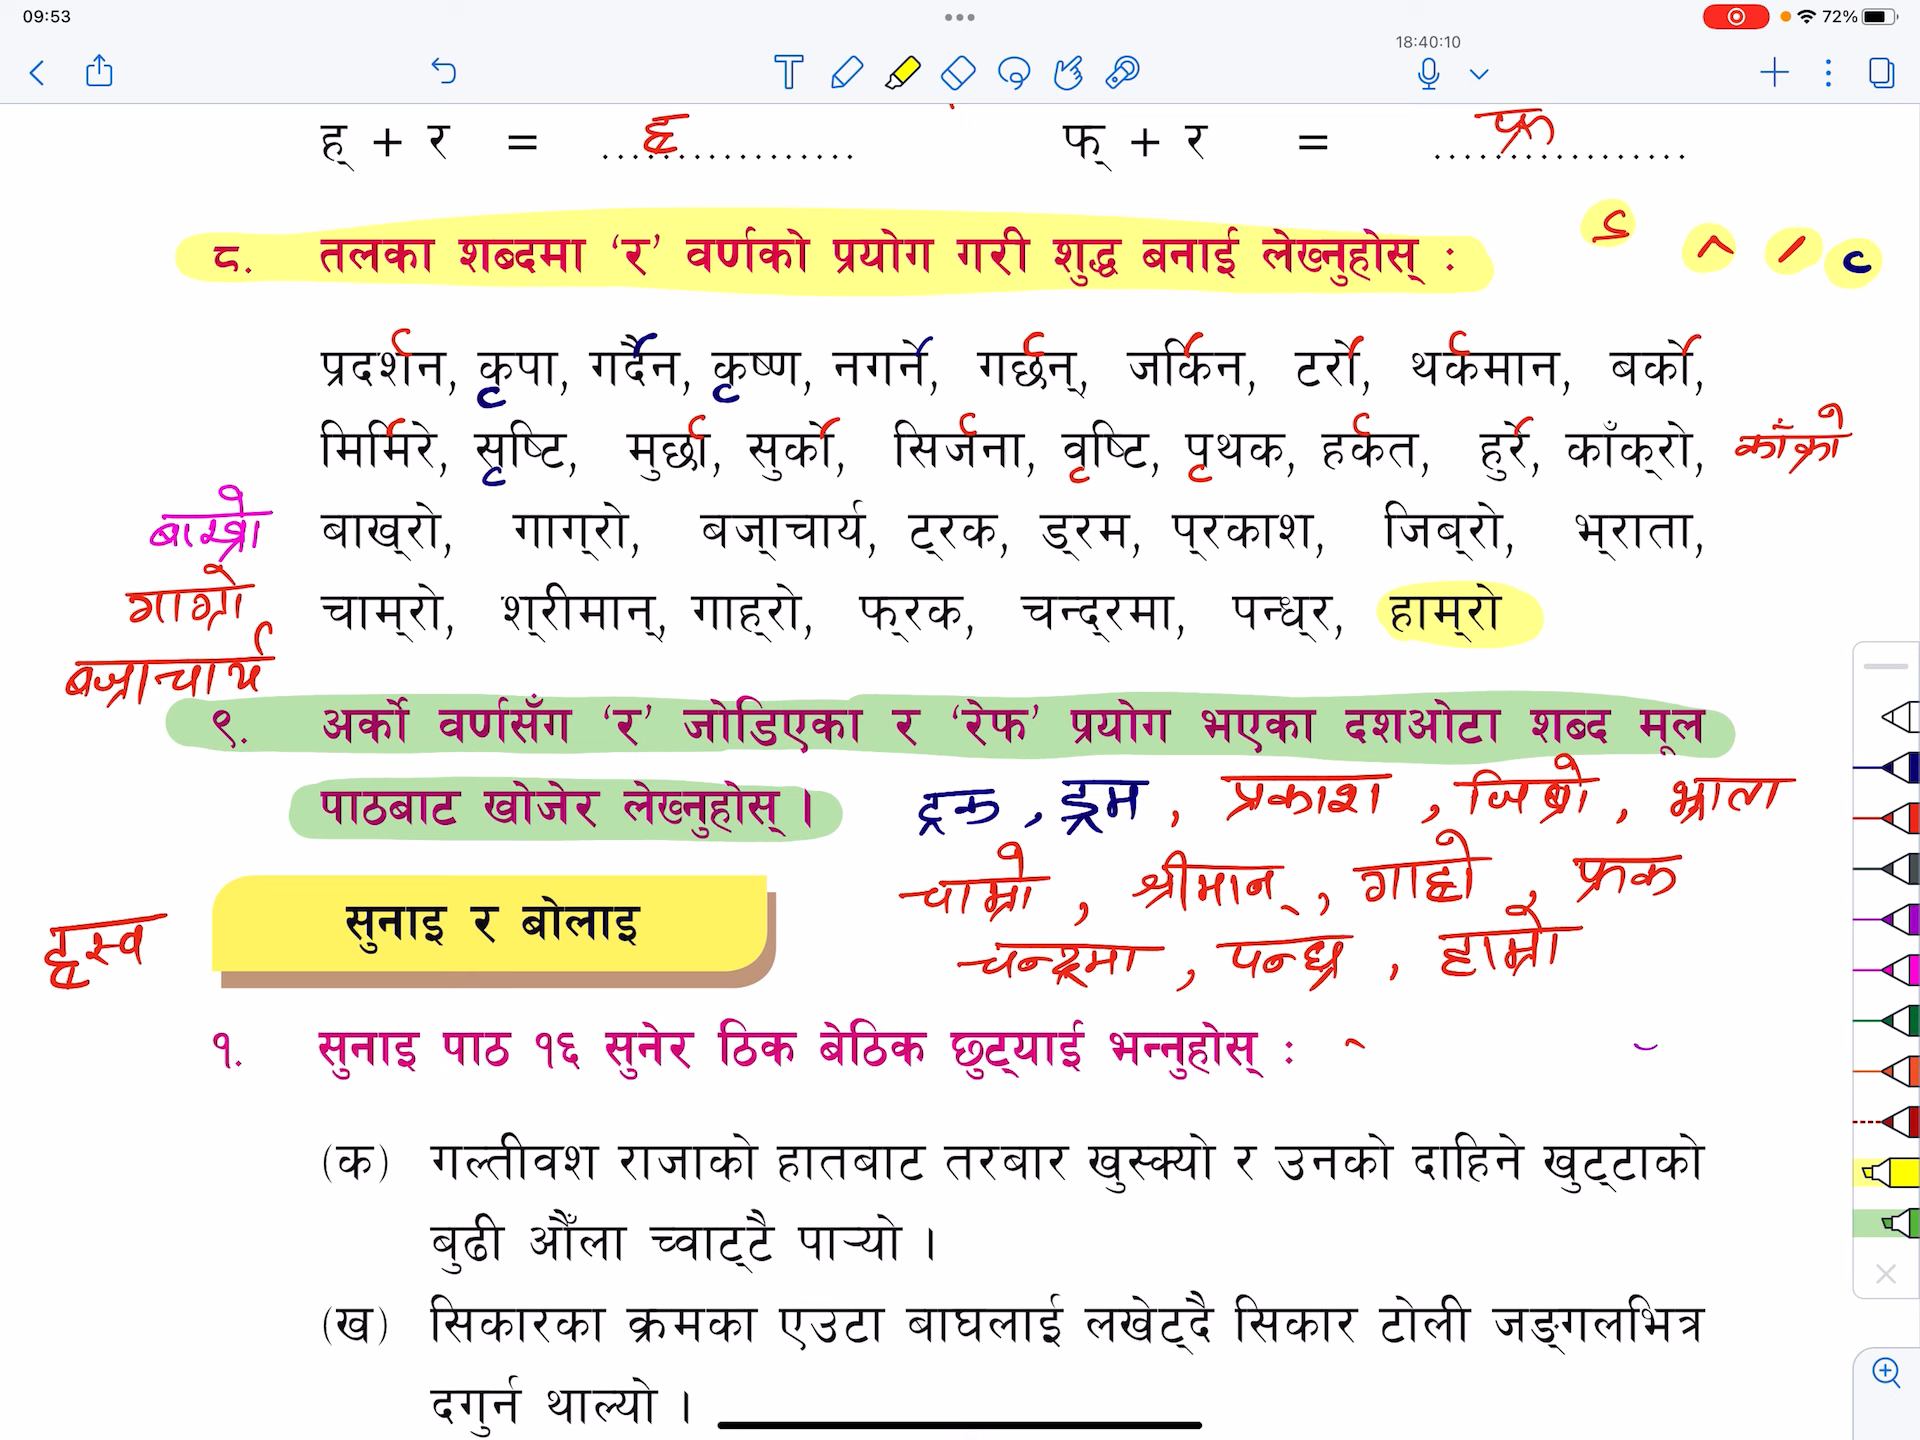 09:53
72%
18:40:10
ह् + र = ................. ह्र फ् + र = ................. फ्र
८. तलका शब्दमा ‘र’ वर्णको प्रयोग गरी शुद्ध बनाई लेख्नुहोस् :
प्रदर्शन, कृपा, गर्दैन, कृष्ण, नगर्ने, गर्छन्, जर्किन, टर्रो, थर्कमान, बर्को,
मिर्मिरे, सृष्टि, मुर्छा, सुर्को, सिर्जना, वृष्टि, पृथक, हर्कत, हुर्रे, काँक्‌रो, काँक्रो
बाख्रो बाख्‌रो, गाग्‌रो, बज्ाचार्य, ट्‌रक, ड्‌रम, प्‌रकाश, जिब्‌रो, भ्‌राता,
गाग्रो चाम्‌रो, श्‌रीमान्, गाह्‌रो, फ्‌रक, चन्द्‌रमा, पन्ध्‌र, हाम्‌रो
बज्राचार्य
९. अर्को वर्णसँग ‘र’ जोडिएका र ‘रेफ’ प्रयोग भएका दशओटा शब्द मूल
पाठबाट खोजेर लेख्नुहोस् । ट्रक , ड्रम , प्रकाश , जिब्रो , भ्राता
चाम्रो , श्रीमान् , गाह्रो , फ्रक
सुनाइ र बोलाइ
हृस्व चन्द्रमा , पन्ध्र , हाम्रो
१. सुनाइ पाठ १६ सुनेर ठिक बेठिक छुट्याई भन्नुहोस् :
(क) गल्तीवश राजाको हातबाट तरबार खुस्क्यो र उनको दाहिने खुट्टाको
बुढी औँला च्वाट्टै पार्‍यो ।
(ख) सिकारका क्रमका एउटा बाघलाई लखेट्दै सिकार टोली जङ्गलभित्र
दगुर्न थाल्यो ।